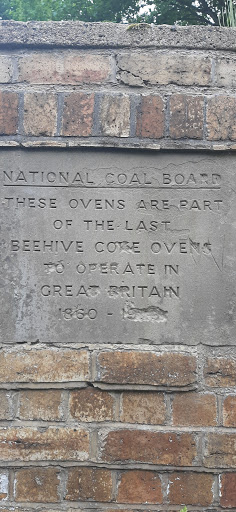 NATIONAL COAL BOARD
THESE OVENS ARE PART
OF THE LAST
BEEHIVE COKE OVENS
TO OPERATE IN
GREAT BRITAIN
1860 -